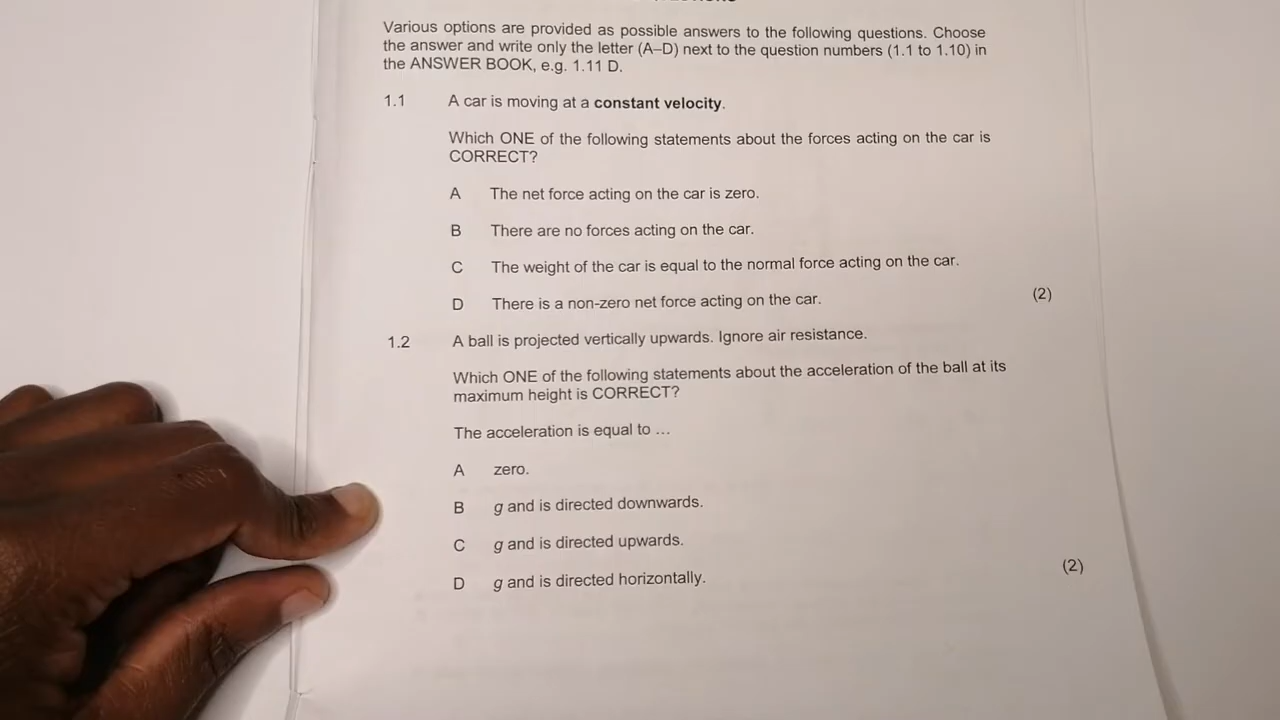 Various options are provided as possible answers to the following questions. Choose
the answer and write only the letter (A–D) next to the question numbers (1.1 to 1.10) in
the ANSWER BOOK, e.g. 1.11 D.
1.1 A car is moving at a constant velocity.
Which ONE of the following statements about the forces acting on the car is
CORRECT?
A The net force acting on the car is zero.
B There are no forces acting on the car.
C The weight of the car is equal to the normal force acting on the car.
D There is a non-zero net force acting on the car. (2)
1.2 A ball is projected vertically upwards. Ignore air resistance.
Which ONE of the following statements about the acceleration of the ball at its
maximum height is CORRECT?
The acceleration is equal to ...
A zero.
B g and is directed downwards.
C g and is directed upwards.
D g and is directed horizontally. (2)